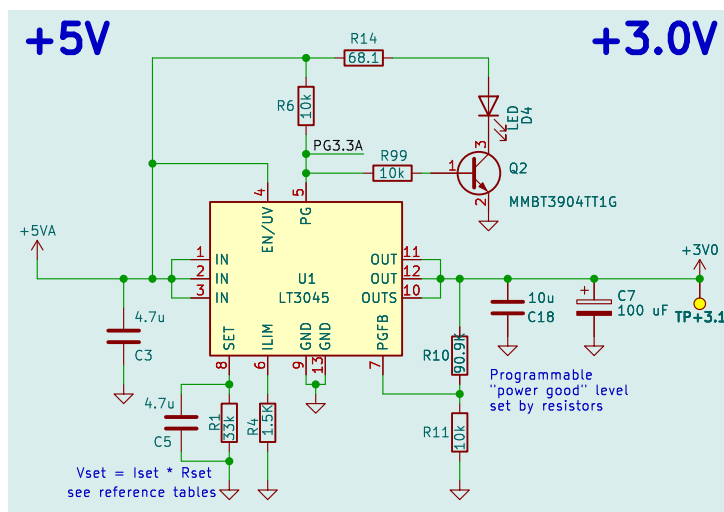 +5V
+3.0V
R14
68.1
R6
10k
LED
D4
PG3.3A
R99
10k
1
3
2
Q2
MMBT3904TT1G
4
5
EN/UV
PG
+5VA
1
IN
2
IN
3
IN
U1
LT3045
OUT
11
OUT
12
OUTS
10
+3V0
TP+3.1
SET
ILIM
GND
GND
PGFB
8
6
9
13
7
4.7u
C3
10u
C18
+
C7
100 uF
R10
90.9K
4.7u
C5
R1
33k
R4
1.5K
R11
10k
Programmable
"power good" level
set by resistors
Vset = Iset * Rset
see reference tables